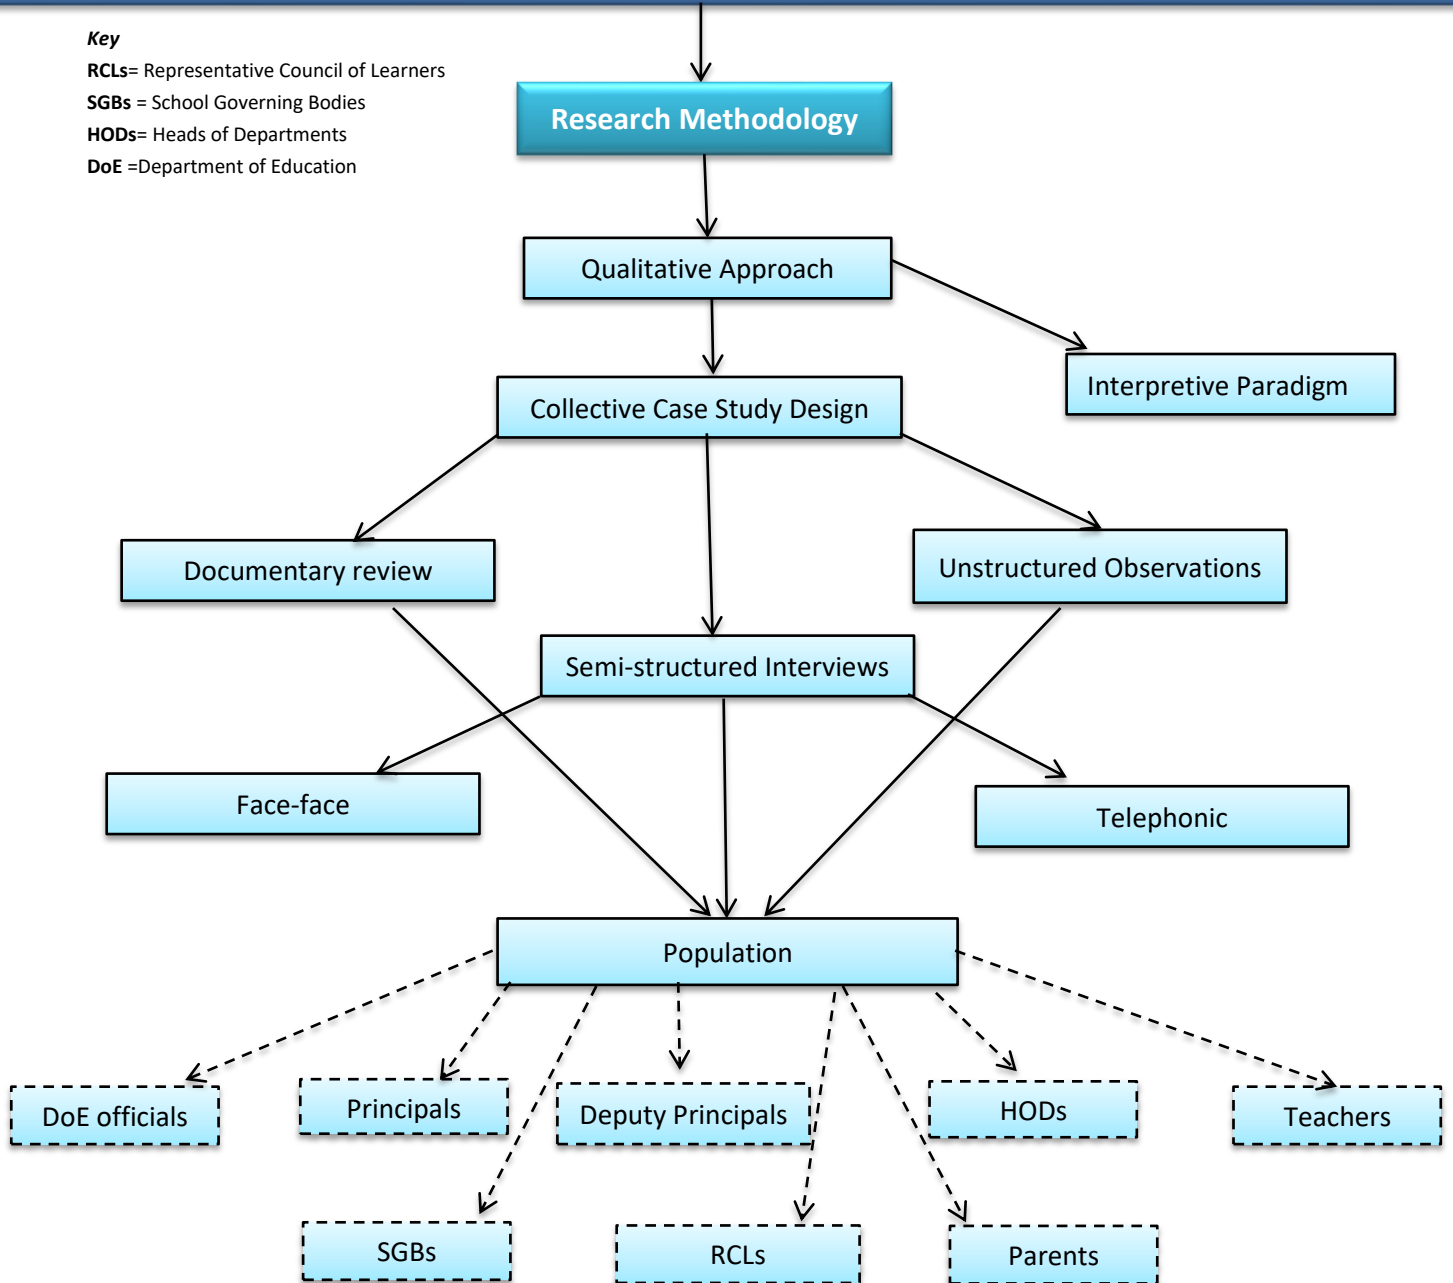 Key
RCLs= Representative Council of Learners
SGBs = School Governing Bodies
HODs= Heads of Departments
DoE =Department of Education
Research Methodology
Qualitative Approach
Interpretive Paradigm
Collective Case Study Design
Documentary review
Unstructured Observations
Semi-structured Interviews
Face-face
Telephonic
Population
DoE officials
Principals
Deputy Principals
HODs
Teachers
SGBs
RCLs
Parents